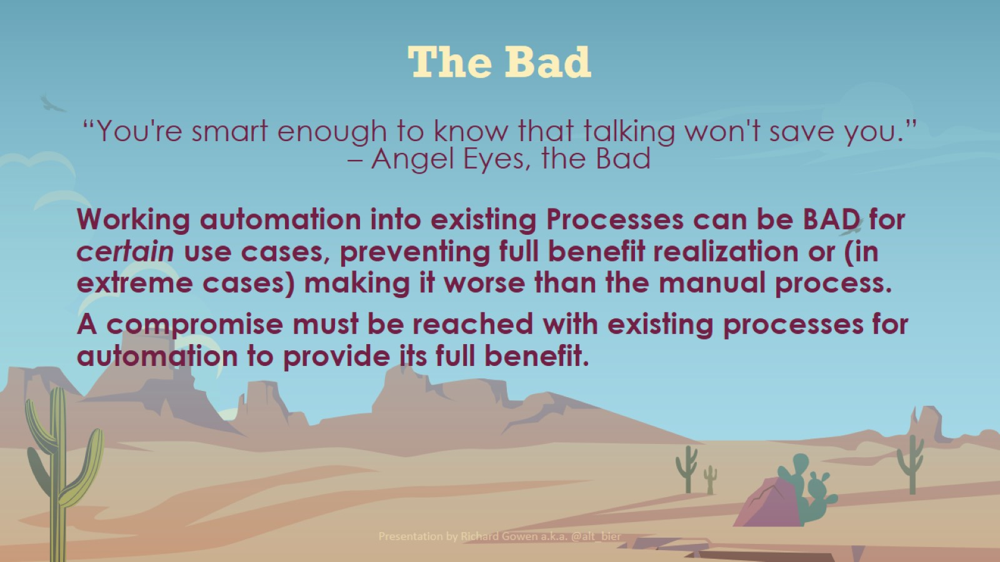 The Bad
“You're smart enough to know that talking won't save you.”
– Angel Eyes, the Bad
Working automation into existing Processes can be BAD for
certain use cases, preventing full benefit realization or (in
extreme cases) making it worse than the manual process.
A compromise must be reached with existing processes for
automation to provide its full benefit.
Presentation by Richard Gowen a.k.a. @alt_bier